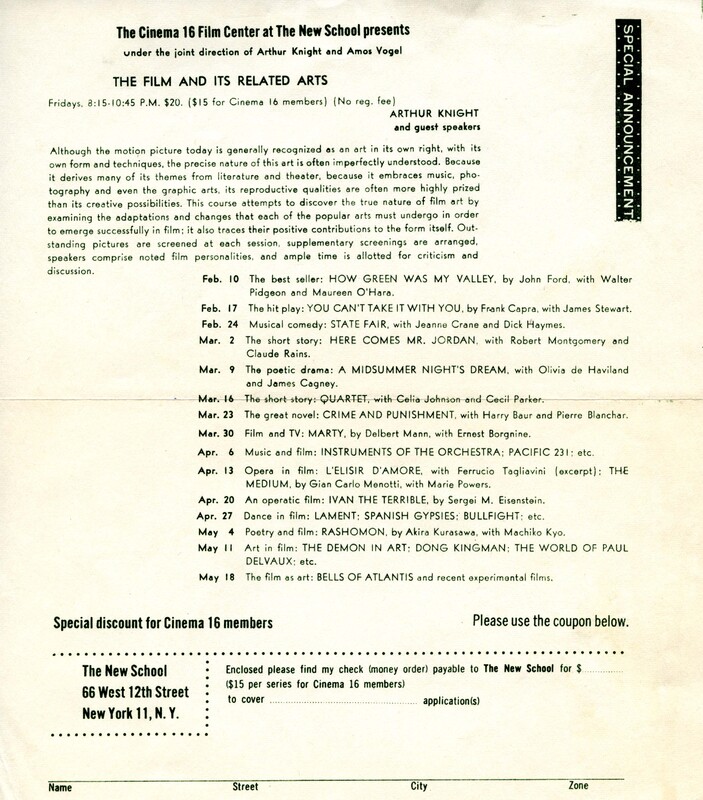 The Cinema 16 Film Center at The New School presents
under the joint direction of Arthur Knight and Amos Vogel
SPECIAL ANNOUNCEMENT
THE FILM AND ITS RELATED ARTS
Fridays, 8:15-10:45 P.M. $20. ($15 for Cinema 16 members) (No reg. fee)
ARTHUR KNIGHT
and guest speakers
Although the motion picture today is generally recognized as an art in its own right, with its
own form and techniques, the precise nature of this art is often imperfectly understood. Because
it derives many of its themes from literature and theater, because it embraces music, pho-
tography and even the graphic arts, its reproductive qualities are often more highly prized
than its creative possibilities. This course attempts to discover the true nature of film art by
examining the adaptations and changes that each of the popular arts must undergo in order
to emerge successfully in film; it also traces their positive contributions to the form itself. Out-
standing pictures are screened at each session, supplementary screenings are arranged,
speakers comprise noted film personalities, and ample time is allotted for criticism and
discussion.
Feb. 10 The best seller: HOW GREEN WAS MY VALLEY, by John Ford, with Walter
Pidgeon and Maureen O'Hara.
Feb. 17 The hit play: YOU CAN'T TAKE IT WITH YOU, by Frank Capra, with James Stewart.
Feb. 24 Musical comedy: STATE FAIR, with Jeanne Crane and Dick Haymes.
Mar. 2 The short story: HERE COMES MR. JORDAN, with Robert Montgomery and
Claude Rains.
Mar. 9 The poetic drama: A MIDSUMMER NIGHT'S DREAM, with Olivia de Haviland
and James Cagney.
Mar. 16 The short story: QUARTET, with Celia Johnson and Cecil Parker.
Mar. 23 The great novel: CRIME AND PUNISHMENT, with Harry Baur and Pierre Blanchar.
Mar. 30 Film and TV: MARTY, by Delbert Mann, with Ernest Borgnine.
Apr. 6 Music and film: INSTRUMENTS OF THE ORCHESTRA; PACIFIC 231; etc.
Apr. 13 Opera in film: L'ELISIR D'AMORE, with Ferrucio Tagliavini (excerpt); THE
MEDIUM, by Gian Carlo Menotti, with Marie Powers.
Apr. 20 An operatic film: IVAN THE TERRIBLE, by Sergei M. Eisenstein.
Apr. 27 Dance in film: LAMENT; SPANISH GYPSIES; BULLFIGHT; etc.
May 4 Poetry and film: RASHOMON, by Akira Kurasawa, with Machiko Kyo.
May 11 Art in film: THE DEMON IN ART; DONG KINGMAN; THE WORLD OF PAUL
DELVAUX; etc.
May 18 The film as art: BELLS OF ATLANTIS and recent experimental films.
Special discount for Cinema 16 members
Please use the coupon below.
The New School
66 West 12th Street
New York 11, N. Y.
Enclosed please find my check (money order) payable to The New School for $............
($15 per series for Cinema 16 members)
to cover ................................................ application(s)
Name Street City Zone